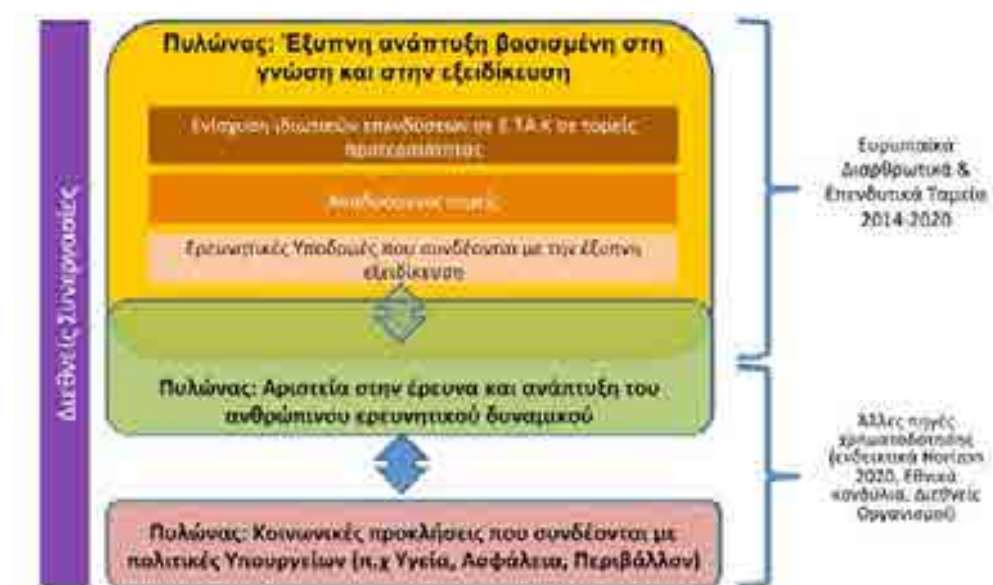 Διεθνείς Συνεργασίες
Πυλώνας: Έξυπνη ανάπτυξη βασισμένη στη
γνώση και στην εξειδίκευση
Ενίσχυση ιδιωτικών επενδύσεων σε Ε.ΤΑ.Κ σε τομείς
προτεραιότητας
Αναδυόμενοι τομείς
Ερευνητικές Υποδομές που συνδέονται με την έξυπνη
εξειδίκευση
Πυλώνας: Αριστεία στην έρευνα και ανάπτυξη του
ανθρώπινου ερευνητικού δυναμικού
Πυλώνας: Κοινωνικές προκλήσεις που συνδέονται με
πολιτικές Υπουργείων (π.χ Υγεία, Ασφάλεια, Περιβάλλον)
Ευρωπαϊκά
Διαρθρωτικά &
Επενδυτικά Ταμεία
2014-2020
Άλλες πηγές
χρηματοδότησης
(ενδεικτικά Horizon
2020, Εθνικά
κονδύλια, Διεθνείς
Οργανισμοί)